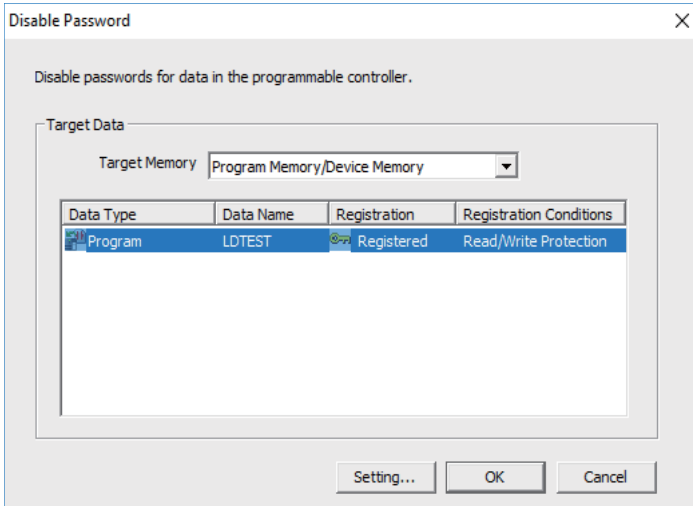 Disable Password
Disable passwords for data in the programmable controller.
Target Data
Target Memory Program Memory/Device Memory
Data Type Data Name Registration Registration Conditions
Program LDTEST Registered Read/Write Protection
Setting... OK Cancel